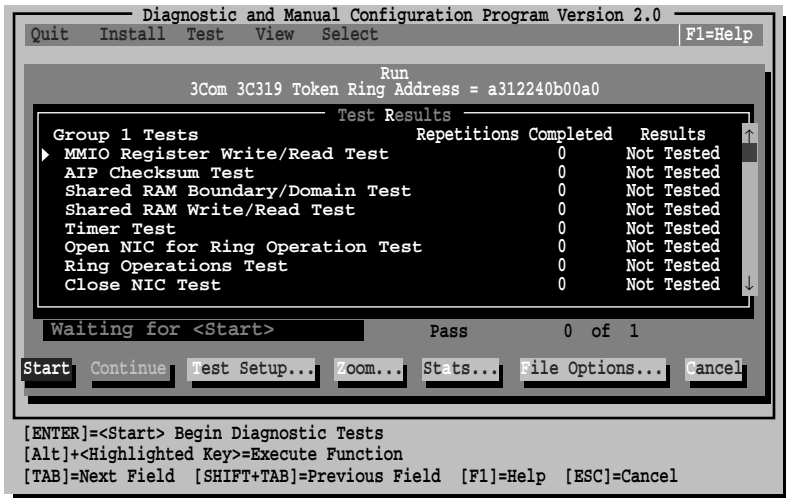 Diagnostic and Manual Configuration Program Version 2.0
Quit Install Test View Select F1=Help
Run
3Com 3C319 Token Ring Address = a312240b00a0
Test Results
Group 1 Tests Repetitions Completed Results ↑
MMIO Register Write/Read Test 0 Not Tested
AIP Checksum Test 0 Not Tested
Shared RAM Boundary/Domain Test 0 Not Tested
Shared RAM Write/Read Test 0 Not Tested
Timer Test 0 Not Tested
Open NIC for Ring Operation Test 0 Not Tested
Ring Operations Test 0 Not Tested
Close NIC Test 0 Not Tested ↓
Waiting for <Start> Pass 0 of 1
Start Continue Test Setup... Zoom... Stats... File Options... Cancel
[ENTER]=<Start> Begin Diagnostic Tests
[Alt]+<Highlighted Key>=Execute Function
[TAB]=Next Field [SHIFT+TAB]=Previous Field [F1]=Help [ESC]=Cancel